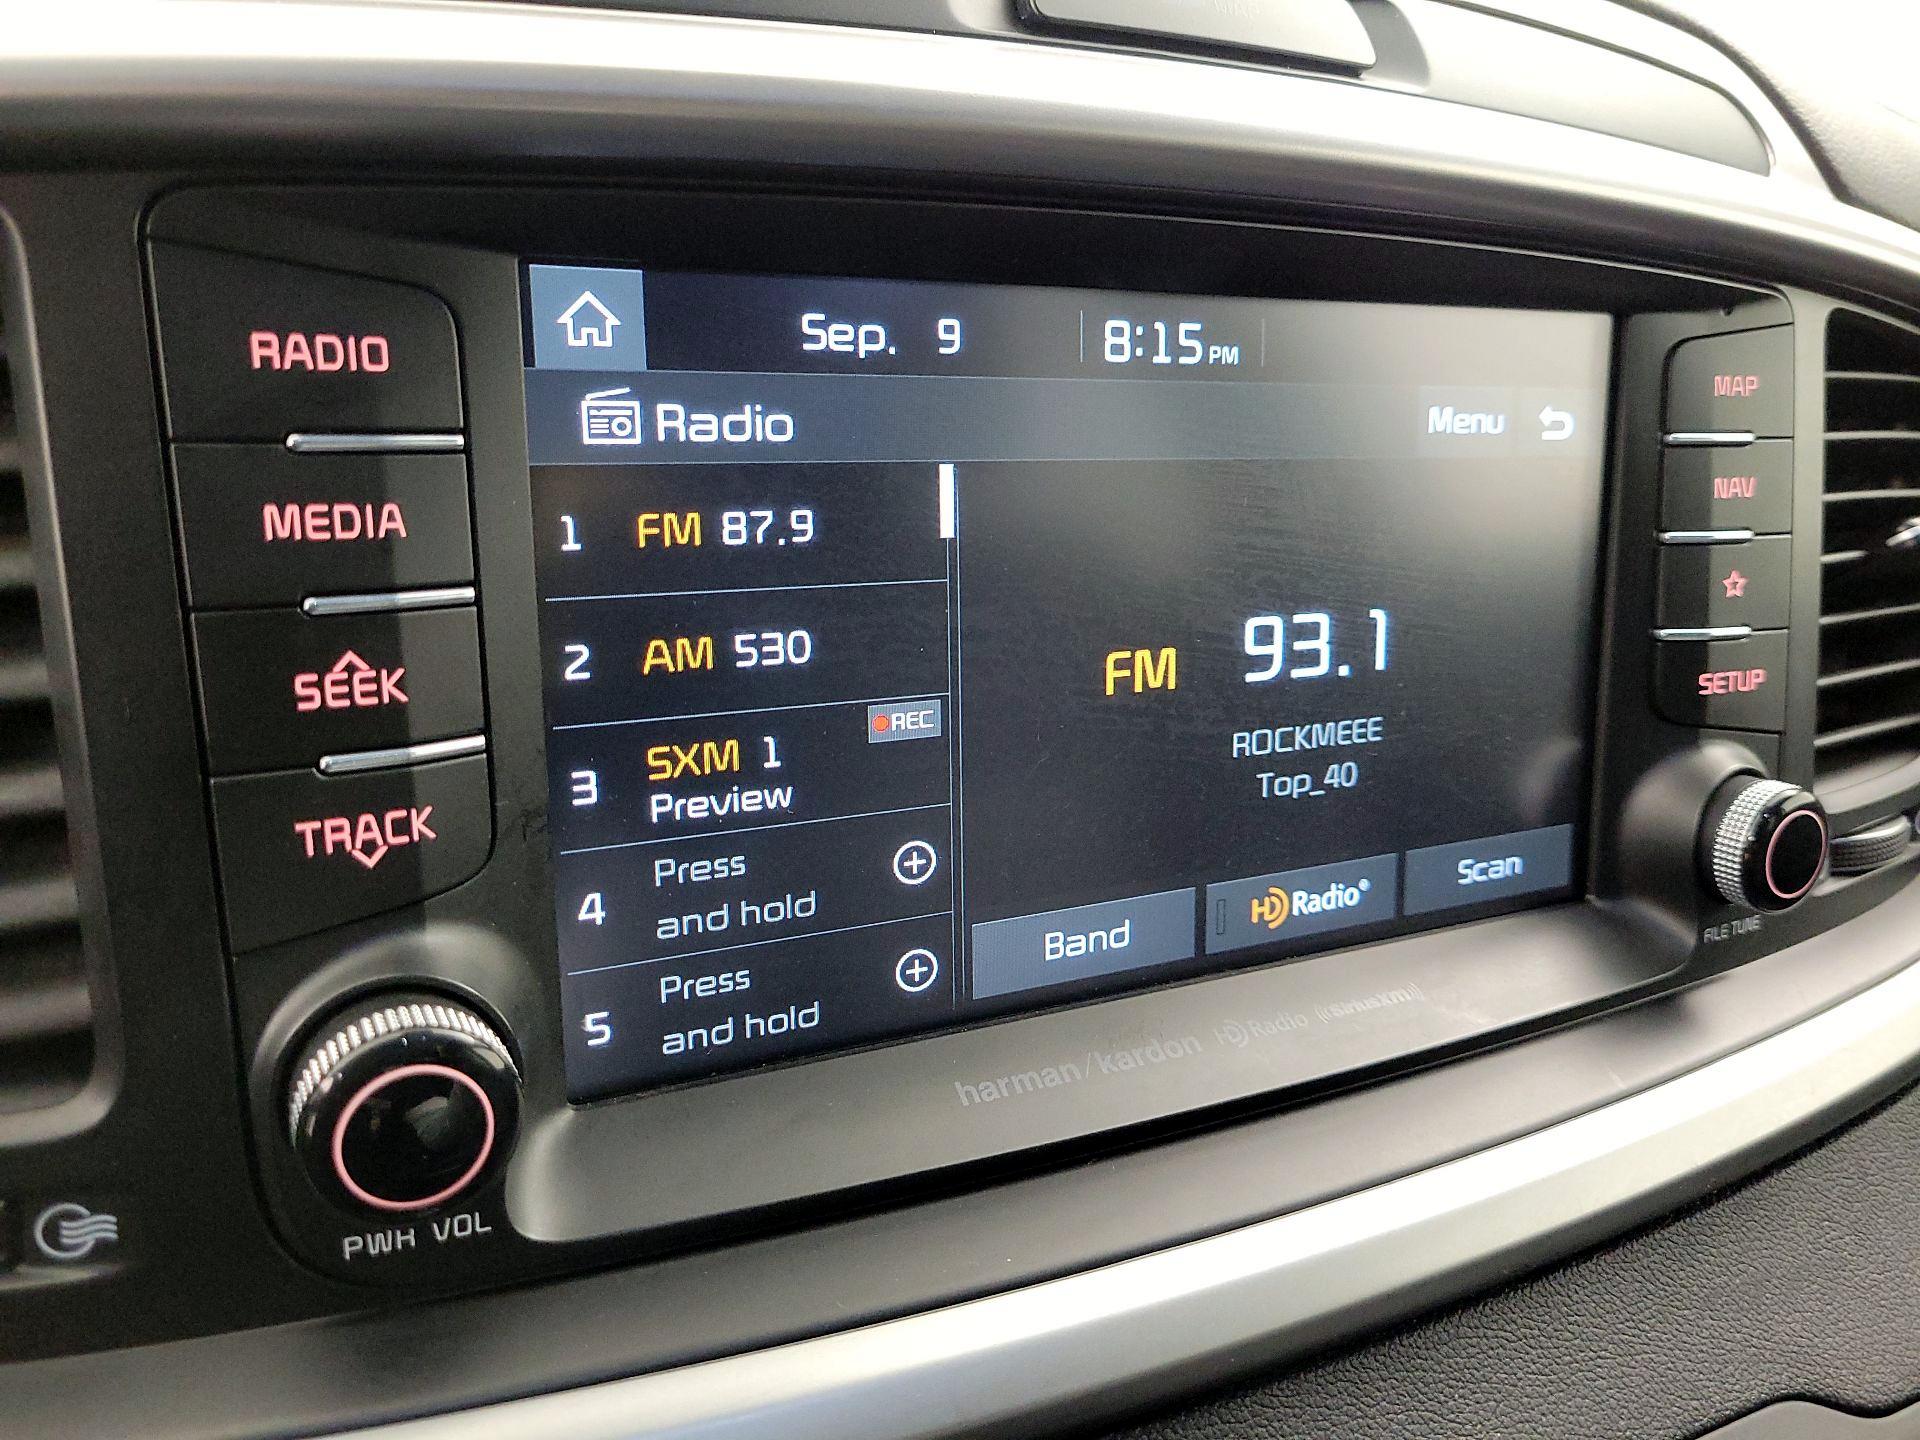 RADIO
MEDIA
SEEK
TRACK
PWR VOL
Sep. 9 8:15 PM
Radio
Menu
1 FM 87.9
2 AM 530
3 SXM 1 REC
Preview
4 Press
and hold
5 Press
and hold
FM 93.1
ROCKMEEE
Top_40
Band
HD Radio®
Scan
harman/kardon HD Radio ((SiriusXM))
MAP
NAV
SETUP
FILE TUNE